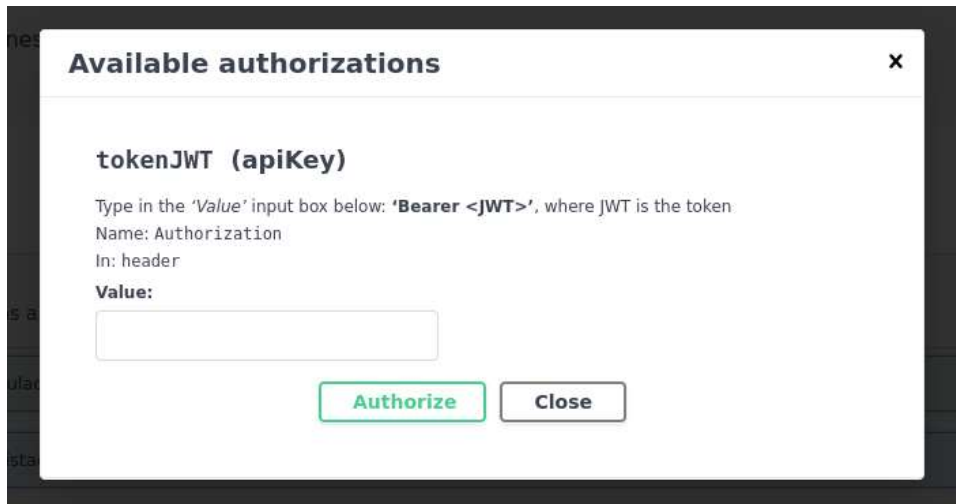 Available authorizations
×
tokenJWT (apiKey)
Type in the ‘Value’ input box below: ‘Bearer <JWT>’, where JWT is the token
Name: Authorization
In: header
Value:
Authorize
Close